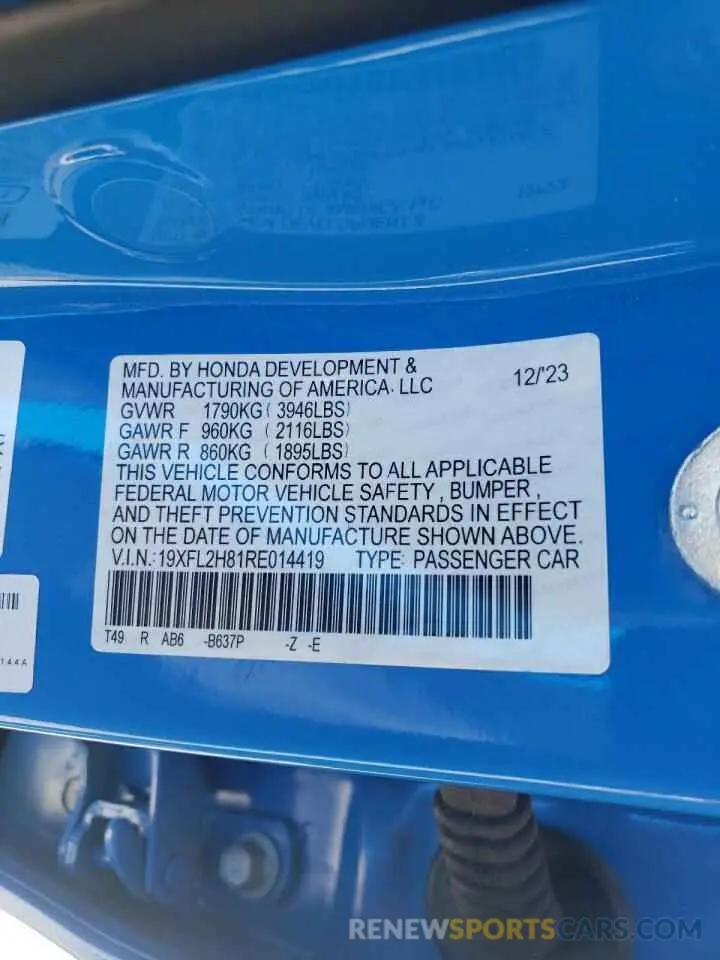 MFD. BY HONDA DEVELOPMENT &
MANUFACTURING OF AMERICA. LLC 12/'23
GVWR 1790KG ( 3946LBS)
GAWR F 960KG ( 2116LBS)
GAWR R 860KG ( 1895LBS)
THIS VEHICLE CONFORMS TO ALL APPLICABLE
FEDERAL MOTOR VEHICLE SAFETY , BUMPER ,
AND THEFT PREVENTION STANDARDS IN EFFECT
ON THE DATE OF MANUFACTURE SHOWN ABOVE.
V.I.N.:19XFL2H81RE014419 TYPE: PASSENGER CAR
T49 R AB6 -B637P -Z -E
144A
RENEWSPORTSCARS.COM